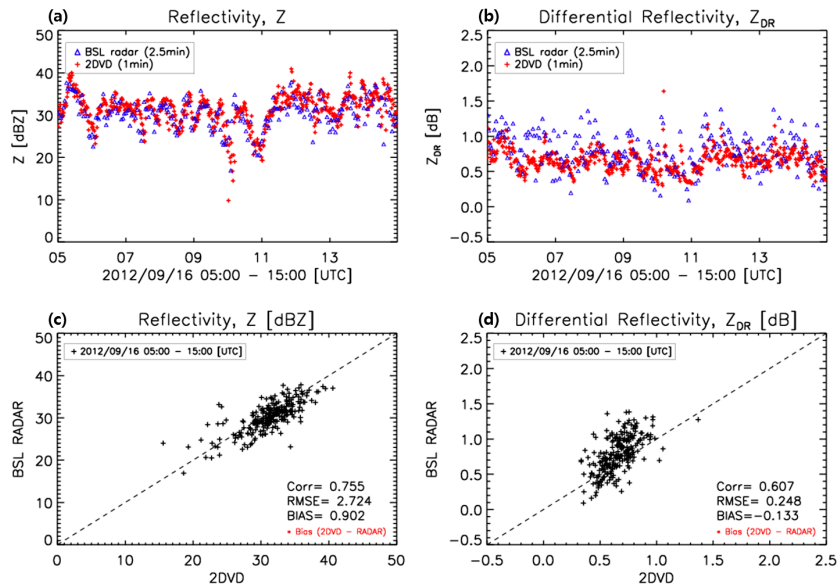 (a) Reflectivity, Z
BSL radar (2.5min)
2DVD (1min)
50
40
30
20
10
0
Z [dBZ]
05 07 09 11 13
2012/09/16 05:00 – 15:00 [UTC]
(b) Differential Reflectivity, ZDR
BSL radar (2.5min)
2DVD (1min)
2.5
2.0
1.5
1.0
0.5
0.0
−0.5
ZDR [dB]
05 07 09 11 13
2012/09/16 05:00 – 15:00 [UTC]
(c) Reflectivity, Z [dBZ]
+ 2012/09/16 05:00 – 15:00 [UTC]
50
40
30
20
10
0
BSL RADAR
Corr= 0.755
RMSE= 2.724
BIAS= 0.902
* Bias (2DVD – RADAR)
0 10 20 30 40 50
2DVD
(d) Differential Reflectivity, ZDR [dB]
+ 2012/09/16 05:00 – 15:00 [UTC]
2.5
2.0
1.5
1.0
0.5
0.0
−0.5
BSL RADAR
Corr= 0.607
RMSE= 0.248
BIAS=−0.133
* Bias (2DVD – RADAR)
−0.5 0.0 0.5 1.0 1.5 2.0 2.5
2DVD